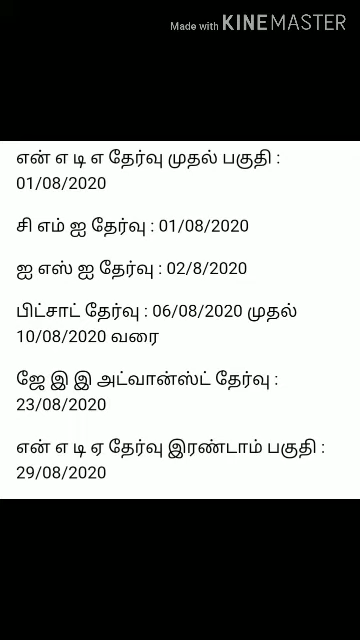 Made with KINEMASTER
என் எ டி எ தேர்வு முதல் பகுதி :
01/08/2020
சி எம் ஐ தேர்வு : 01/08/2020
ஐ எஸ் ஐ தேர்வு : 02/8/2020
பிட்சாட் தேர்வு : 06/08/2020 முதல்
10/08/2020 வரை
ஜே இ இ அட்வான்ஸ்ட் தேர்வு :
23/08/2020
என் எ டி ஏ தேர்வு இரண்டாம் பகுதி :
29/08/2020